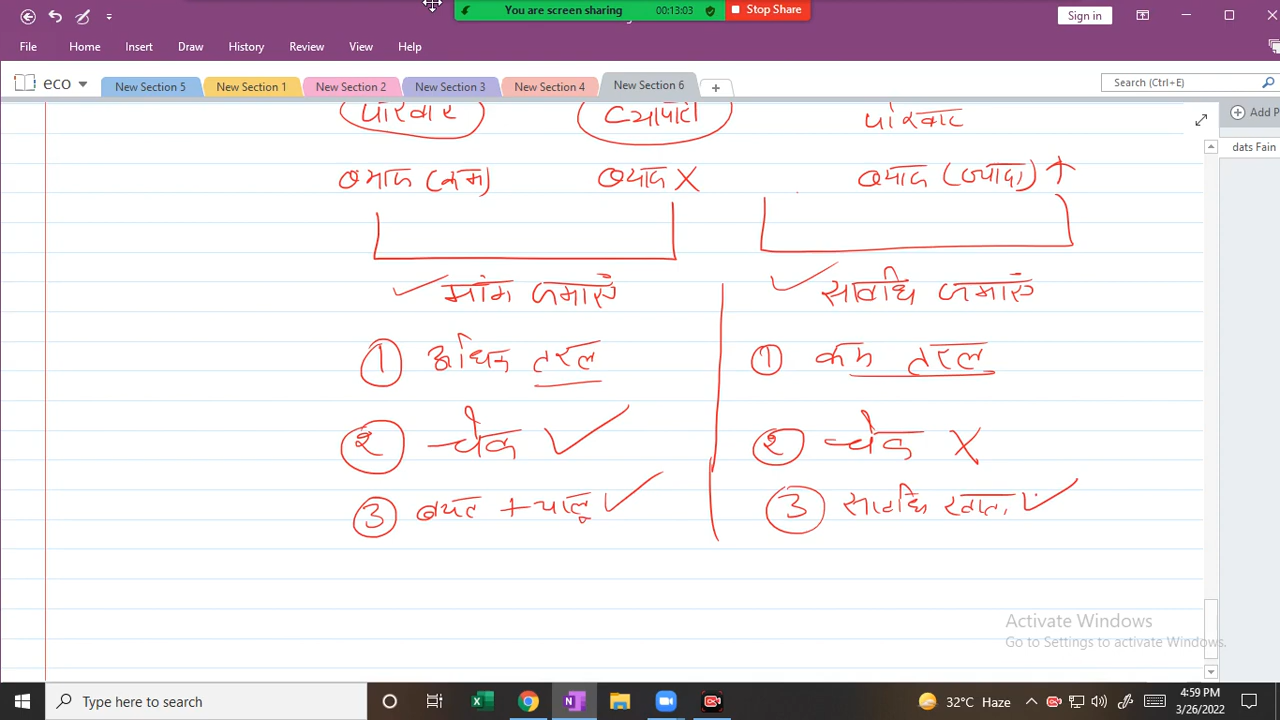 You are screen sharing 00:13:03 Stop Share
Sign in
File Home Insert Draw History Review View Help
eco New Section 5 New Section 1 New Section 2 New Section 3 New Section 4 New Section 6 + Search (Ctrl+E)
परिवार व्यापारी परिवार
Add P
dats Fain
ब्याज (कम) ब्याज X ब्याज (ज्यादा) ↑
✓ मांग जमाएं ✓ सावधि जमाएं
① अधिक तरल ① कम तरल
② चैक ✓ ② चैक X
③ बचत + चालू ✓ ③ सावधि खाता ✓
Activate Windows
Go to Settings to activate Windows.
Type here to search 32°C Haze 4:59 PM
3/26/2022